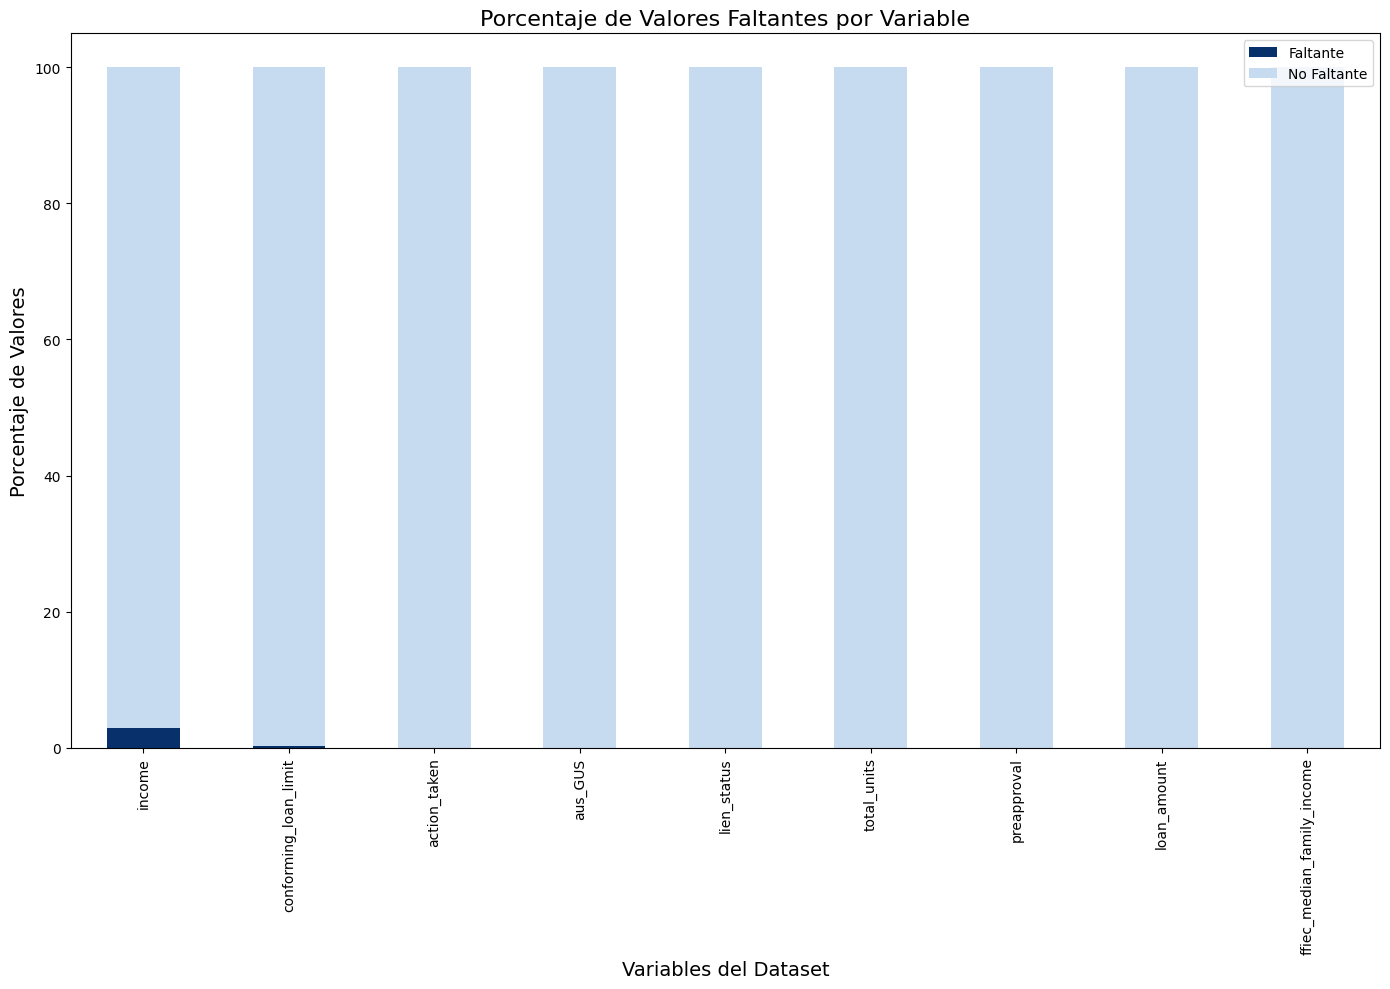 Porcentaje de Valores Faltantes por Variable
Faltante
No Faltante
Porcentaje de Valores
100
80
60
40
20
0
income
conforming_loan_limit
action_taken
aus_GUS
lien_status
total_units
preapproval
loan_amount
ffiec_median_family_income
Variables del Dataset